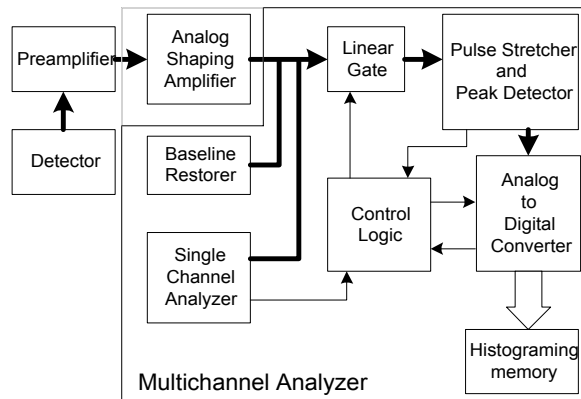 Preamplifier
Detector
Analog
Shaping
Amplifier
Baseline
Restorer
Single
Channel
Analyzer
Linear
Gate
Control
Logic
Pulse Stretcher
and
Peak Detector
Analog
to
Digital
Converter
Histograming
memory
Multichannel Analyzer